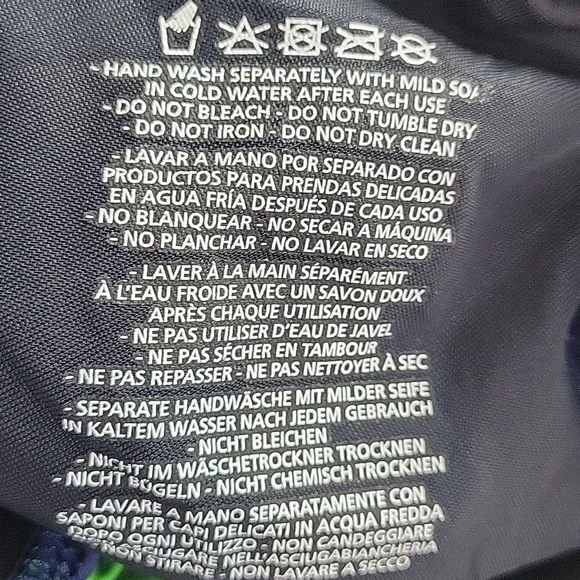 - HAND WASH SEPARATELY WITH MILD
IN COLD WATER AFTER EACH USE
- DO NOT BLEACH - DO NOT TUMBLE DRY
- DO NOT IRON - DO NOT DRY CLEAN
- LAVAR A MANO POR SEPARADO CON
PRODUCTOS PARA PRENDAS DELICADAS
EN AGUA FRÍA DESPUÉS DE CADA USO
- NO BLANQUEAR - NO SECAR A MÁQUINA
- NO PLANCHAR - NO LAVAR EN SECO
- LAVER À LA MAIN SÉPARÉMENT
À L'EAU FROIDE AVEC UN SAVON DOUX
APRÈS CHAQUE UTILISATION
- NE PAS UTILISER D'EAU DE JAVEL
- NE PAS SÉCHER EN TAMBOUR
- NE PAS REPASSER - NE PAS NETTOYER À SEC
- SEPARATE HANDWÄSCHE MIT MILDER SEIFE
IN KALTEM WASSER NACH JEDEM GEBRAUCH
- NICHT BLEICHEN
- NICHT IM WÄSCHETROCKNER TROCKNEN
- NICHT BÜGELN - NICHT CHEMISCH TROCKNEN
- LAVARE A MANO SEPARATAMENTE CON
SAPONI PER CAPI DELICATI IN ACQUA FREDDA
DOPO OGNI UTILIZZO - NON CANDEGGIARE
ASCIUGARE NELL'ASCIUGABIANCHERIA
NON STIRARE - NON LAVARE A SECCO